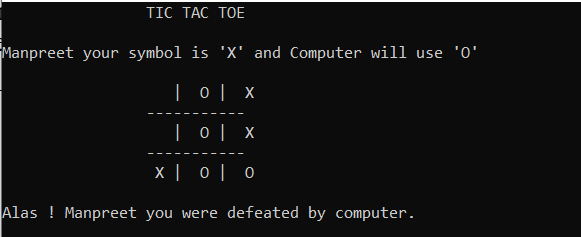 TIC TAC TOE
Manpreet your symbol is 'X' and Computer will use 'O'
| O | X
-----------
| O | X
-----------
X | O | O
Alas ! Manpreet you were defeated by computer.